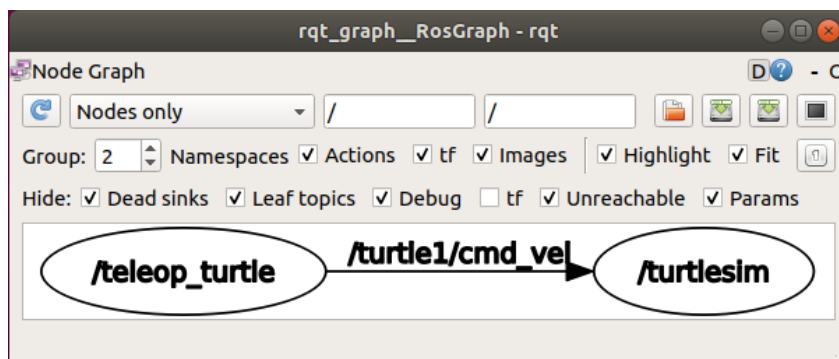 rqt_graph__RosGraph - rqt
Node Graph D ? - C
Nodes only / /
Group: 2 Namespaces Actions tf Images Highlight Fit
Hide: Dead sinks Leaf topics Debug tf Unreachable Params
/teleop_turtle /turtle1/cmd_vel /turtlesim